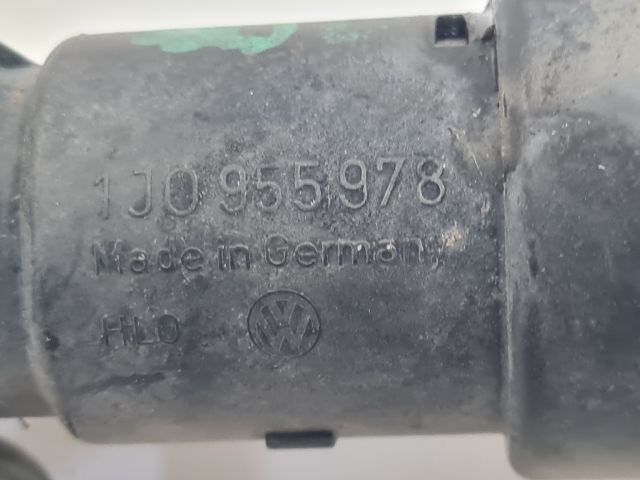 1J0 955 978
Made in Germany
HLO
VW